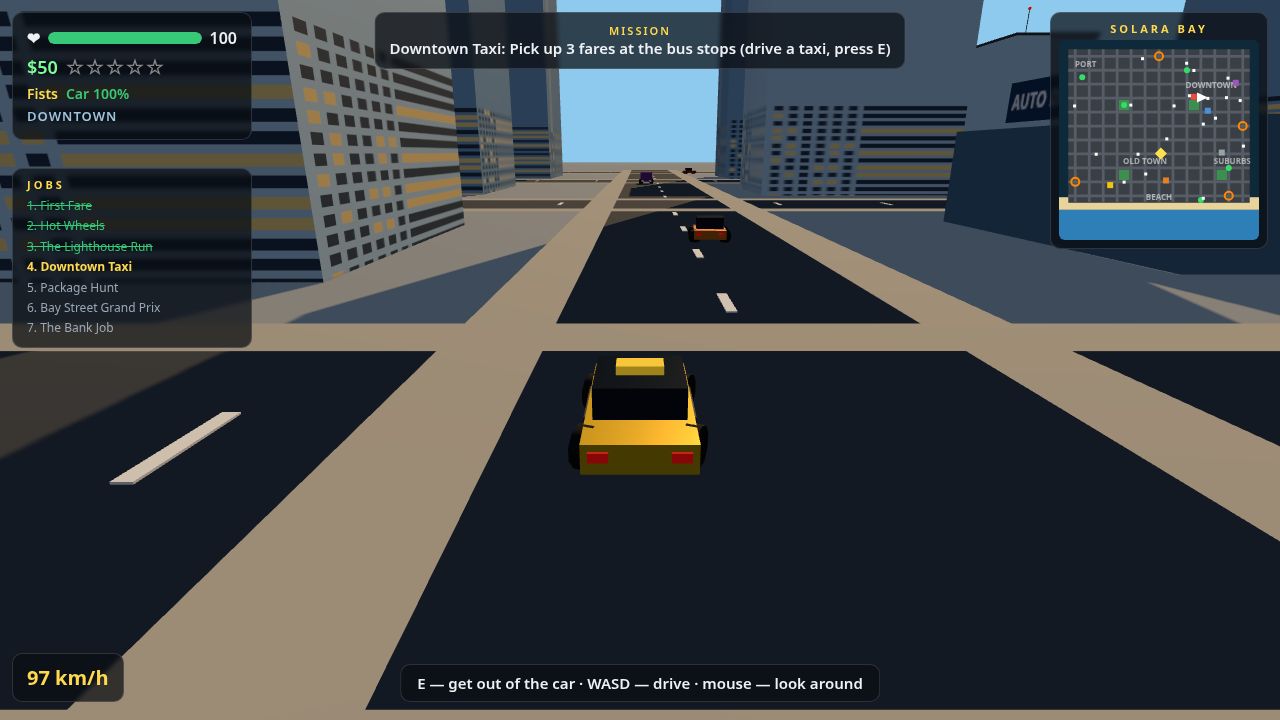 100
$50
Fists Car 100%
DOWNTOWN
JOBS
1. First Fare
2. Hot Wheels
3. The Lighthouse Run
4. Downtown Taxi
5. Package Hunt
6. Bay Street Grand Prix
7. The Bank Job
MISSION
Downtown Taxi: Pick up 3 fares at the bus stops (drive a taxi, press E)
AUTO
SOLARA BAY
PORT
DOWNTOWN
OLD TOWN
SUBURBS
BEACH
97 km/h
E — get out of the car · WASD — drive · mouse — look around